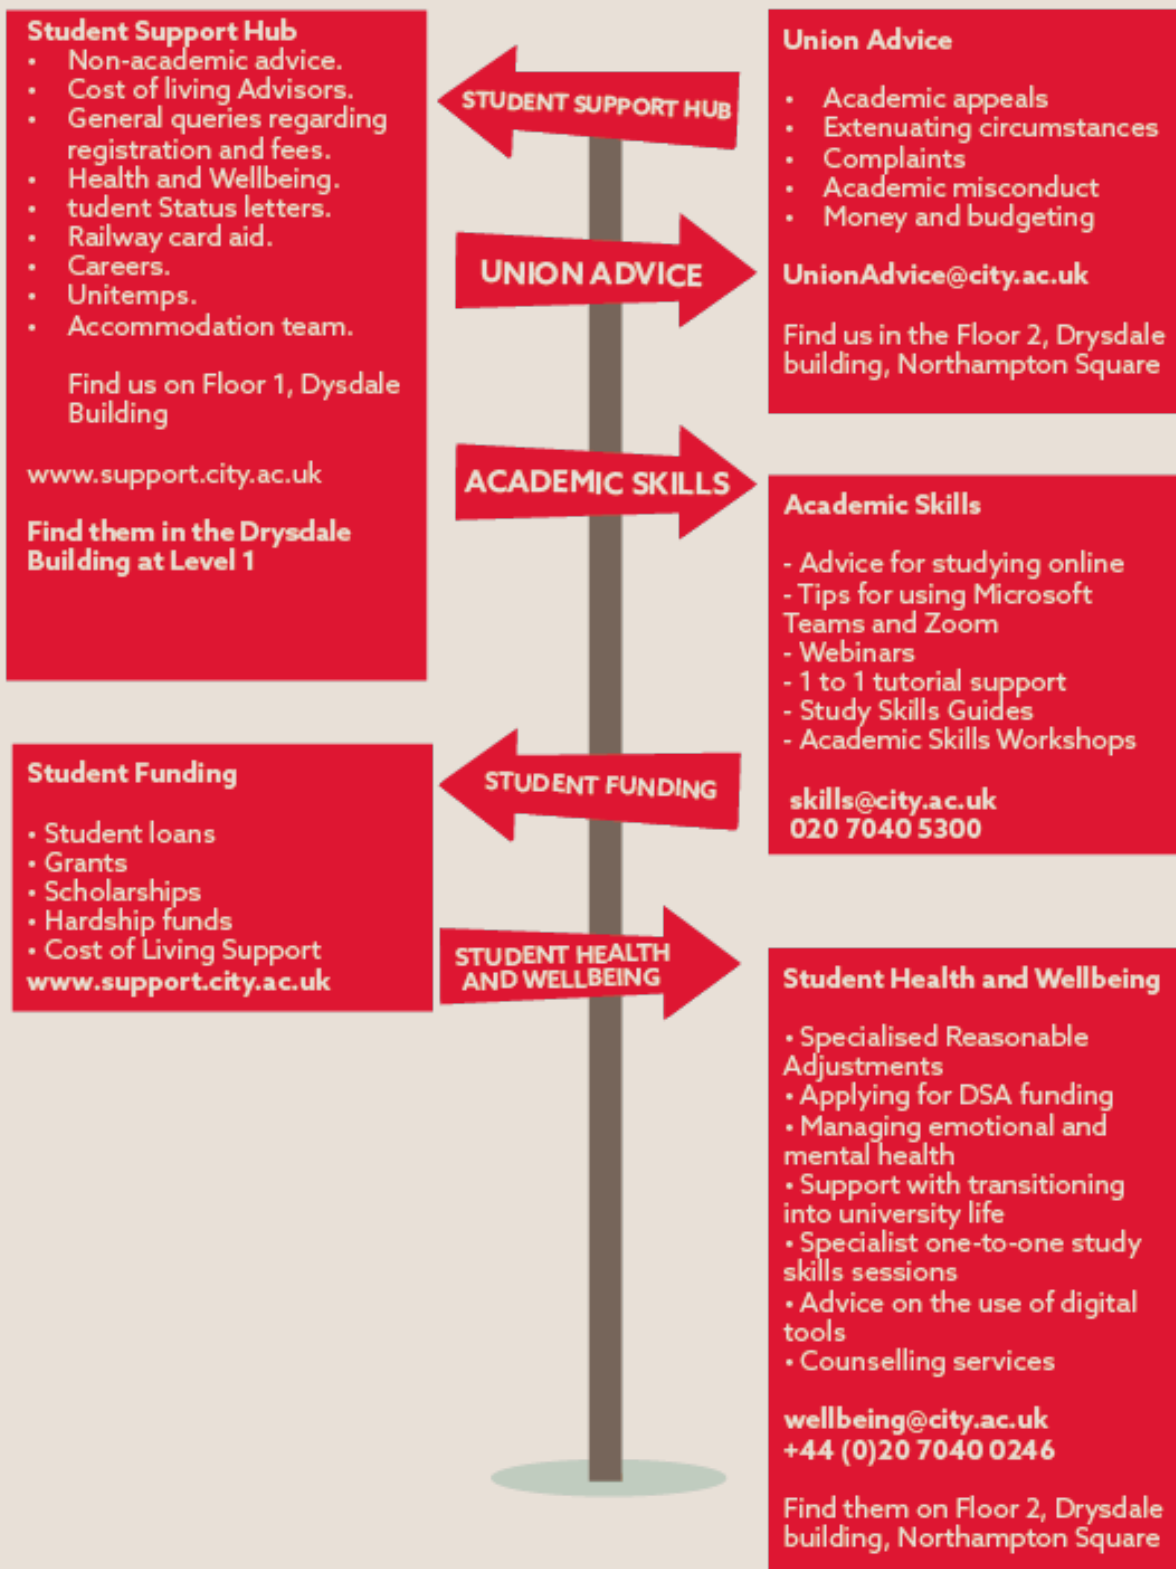 Student Support Hub
• Non-academic advice.
• Cost of living Advisors.
• General queries regarding
registration and fees.
• Health and Wellbeing.
• tudent Status letters.
• Railway card aid.
• Careers.
• Unitemps.
• Accommodation team.
Find us on Floor 1, Dysdale
Building
www.support.city.ac.uk
Find them in the Drysdale
Building at Level 1
STUDENT SUPPORT HUB
Union Advice
• Academic appeals
• Extenuating circumstances
• Complaints
• Academic misconduct
• Money and budgeting
UnionAdvice@city.ac.uk
Find us in the Floor 2, Drysdale
building, Northampton Square
UNION ADVICE
ACADEMIC SKILLS
Academic Skills
- Advice for studying online
- Tips for using Microsoft
Teams and Zoom
- Webinars
- 1 to 1 tutorial support
- Study Skills Guides
- Academic Skills Workshops
skills@city.ac.uk
020 7040 5300
STUDENT FUNDING
Student Funding
• Student loans
• Grants
• Scholarships
• Hardship funds
• Cost of Living Support
www.support.city.ac.uk
STUDENT HEALTH
AND WELLBEING
Student Health and Wellbeing
• Specialised Reasonable
Adjustments
• Applying for DSA funding
• Managing emotional and
mental health
• Support with transitioning
into university life
• Specialist one-to-one study
skills sessions
• Advice on the use of digital
tools
• Counselling services
wellbeing@city.ac.uk
+44 (0)20 7040 0246
Find them on Floor 2, Drysdale
building, Northampton Square